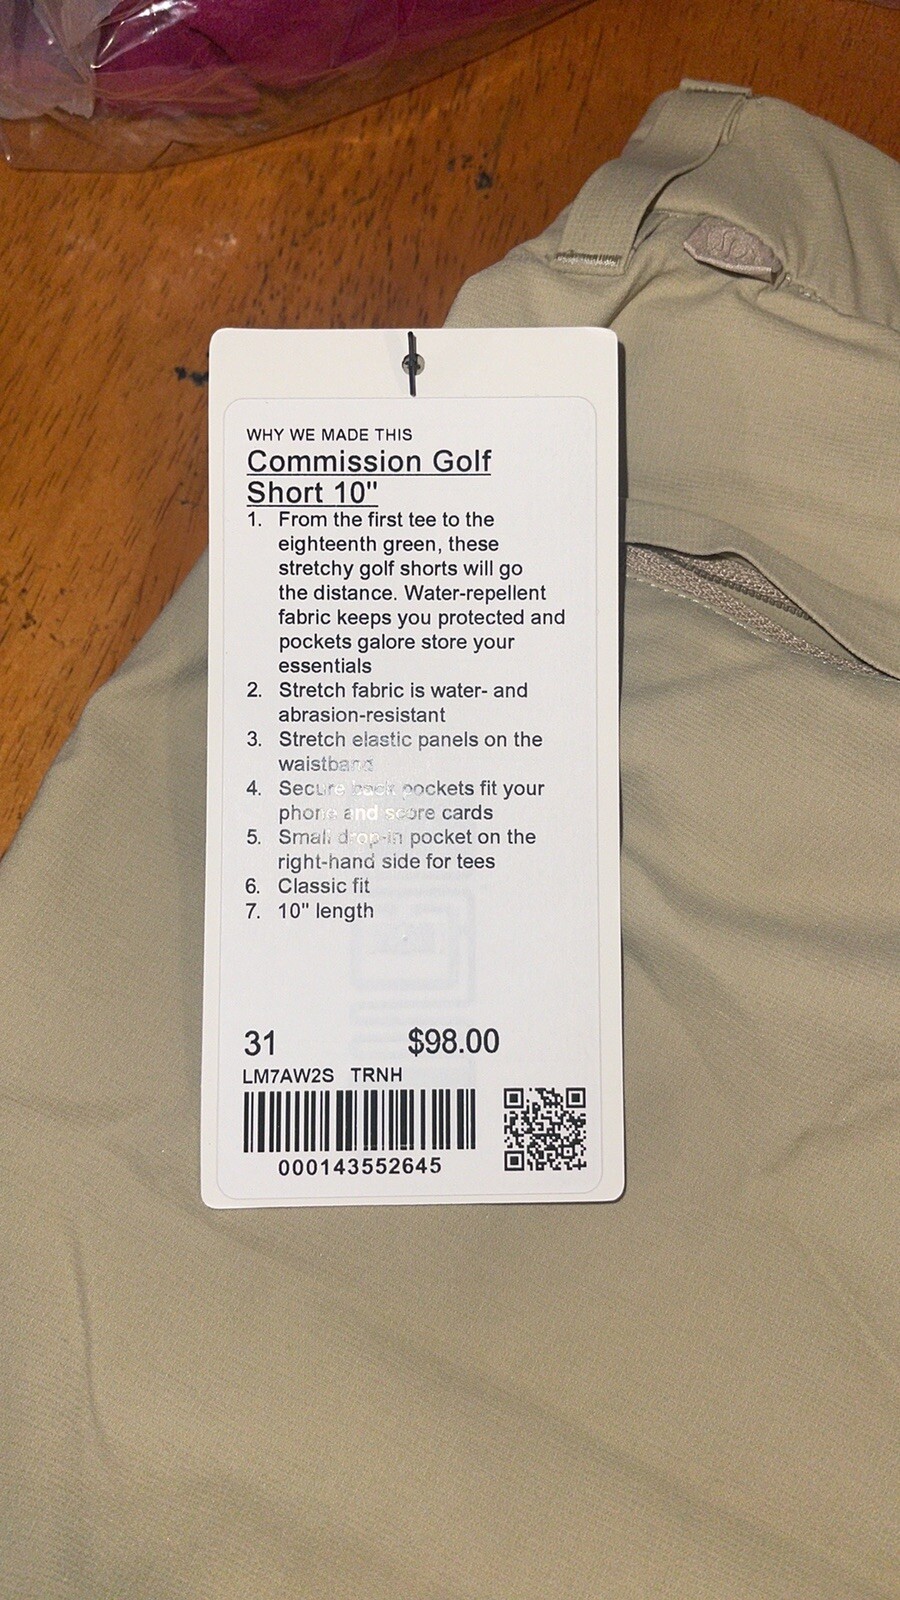 WHY WE MADE THIS
Commission Golf
Short 10"
1. From the first tee to the
eighteenth green, these
stretchy golf shorts will go
the distance. Water-repellent
fabric keeps you protected and
pockets galore store your
essentials
2. Stretch fabric is water- and
abrasion-resistant
3. Stretch elastic panels on the
waistband
4. Secure back pockets fit your
phone and score cards
5. Small drop-in pocket on the
right-hand side for tees
6. Classic fit
7. 10" length
31 $98.00
LM7AW2S TRNH
000143552645